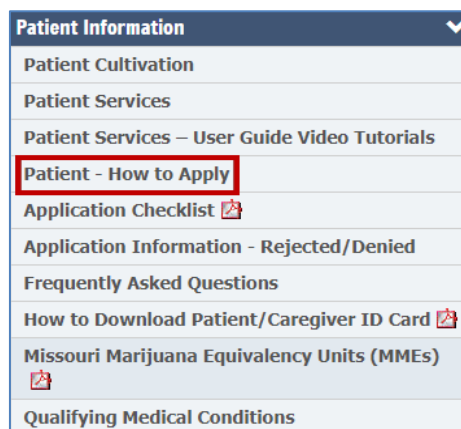 Patient Information
Patient Cultivation
Patient Services
Patient Services – User Guide Video Tutorials
Patient - How to Apply
Application Checklist
Application Information - Rejected/Denied
Frequently Asked Questions
How to Download Patient/Caregiver ID Card
Missouri Marijuana Equivalency Units (MMEs)
Qualifying Medical Conditions